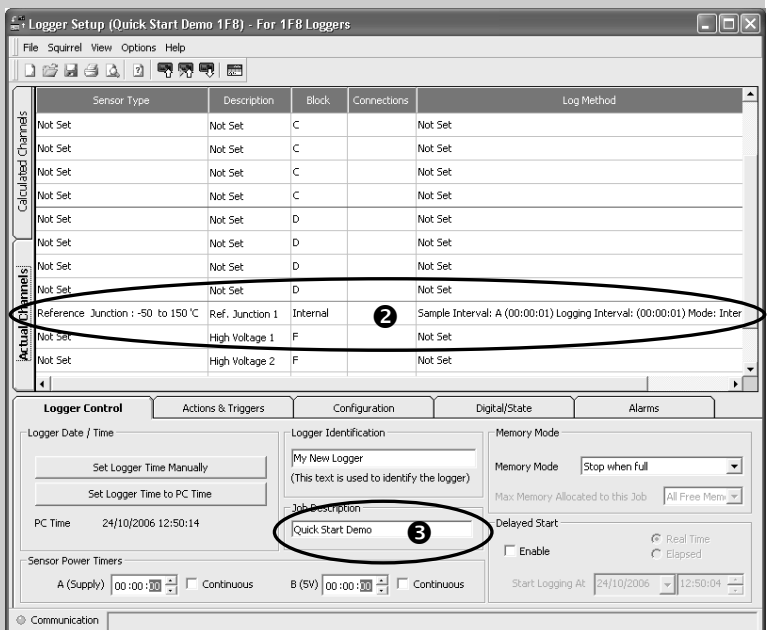 Logger Setup (Quick Start Demo 1F8) - For 1F8 Loggers
File Squirrel View Options Help
Calculated Channels
Actual Channels
Sensor Type Description Block Connections Log Method
Not Set Not Set C Not Set
Not Set Not Set C Not Set
Not Set Not Set C Not Set
Not Set Not Set C Not Set
Not Set Not Set D Not Set
Not Set Not Set D Not Set
Not Set Not Set D Not Set
Not Set Not Set D Not Set
Reference Junction : -50 to 150 'C Ref. Junction 1 Internal ❷ Sample Interval: A (00:00:01) Logging Interval: (00:00:01) Mode: Inter
Not Set High Voltage 1 F Not Set
Not Set High Voltage 2 F Not Set
Logger Control Actions & Triggers Configuration Digital/State Alarms
Logger Date / Time
Set Logger Time Manually
Set Logger Time to PC Time
PC Time 24/10/2006 12:50:14
Logger Identification
My New Logger
(This text is used to identify the logger)
Job Description
Quick Start Demo ❸
Memory Mode
Memory Mode Stop when full
Max Memory Allocated to this Job All Free Mem
Delayed Start
Enable
Real Time
Elapsed
Start Logging At 24/10/2006 12:50:04
Sensor Power Timers
A (Supply) 00:00:00 Continuous B (5V) 00:00:00 Continuous
Communication